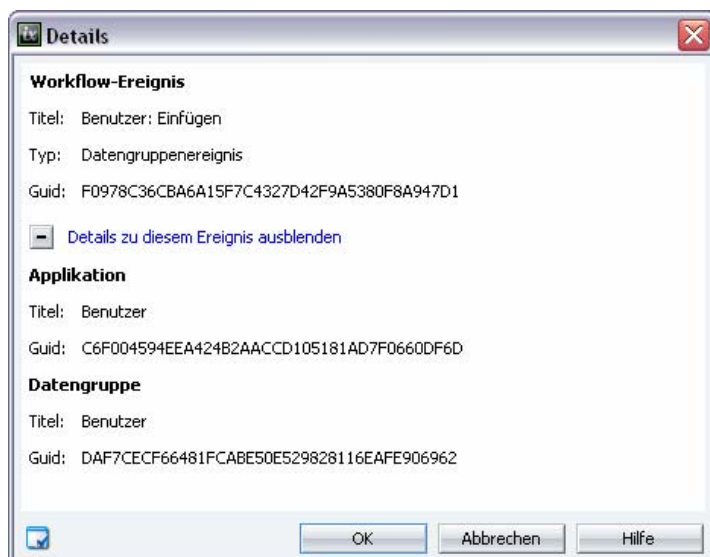 Details
Workflow-Ereignis
Titel: Benutzer: Einfügen
Typ: Datengruppenereignis
Guid: F0978C36CBA6A15F7C4327D42F9A5380F8A947D1
Details zu diesem Ereignis ausblenden
Applikation
Titel: Benutzer
Guid: C6F004594EEA424B2AACCD105181AD7F0660DF6D
Datengruppe
Titel: Benutzer
Guid: DAF7CECF66481FCABE50E529828116EAFE906962
OK Abbrechen Hilfe